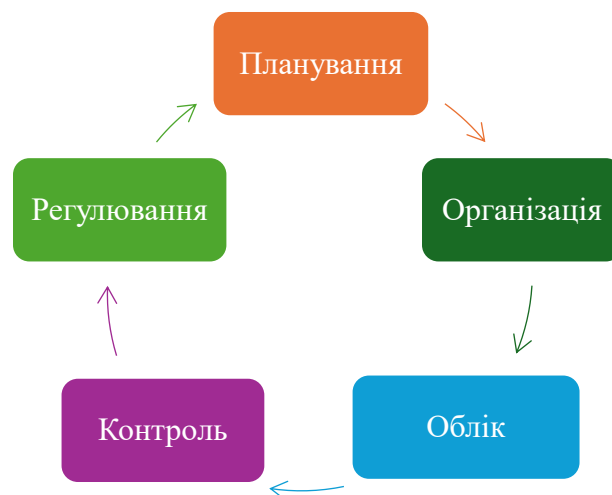 Планування
Організація
Облік
Контроль
Регулювання